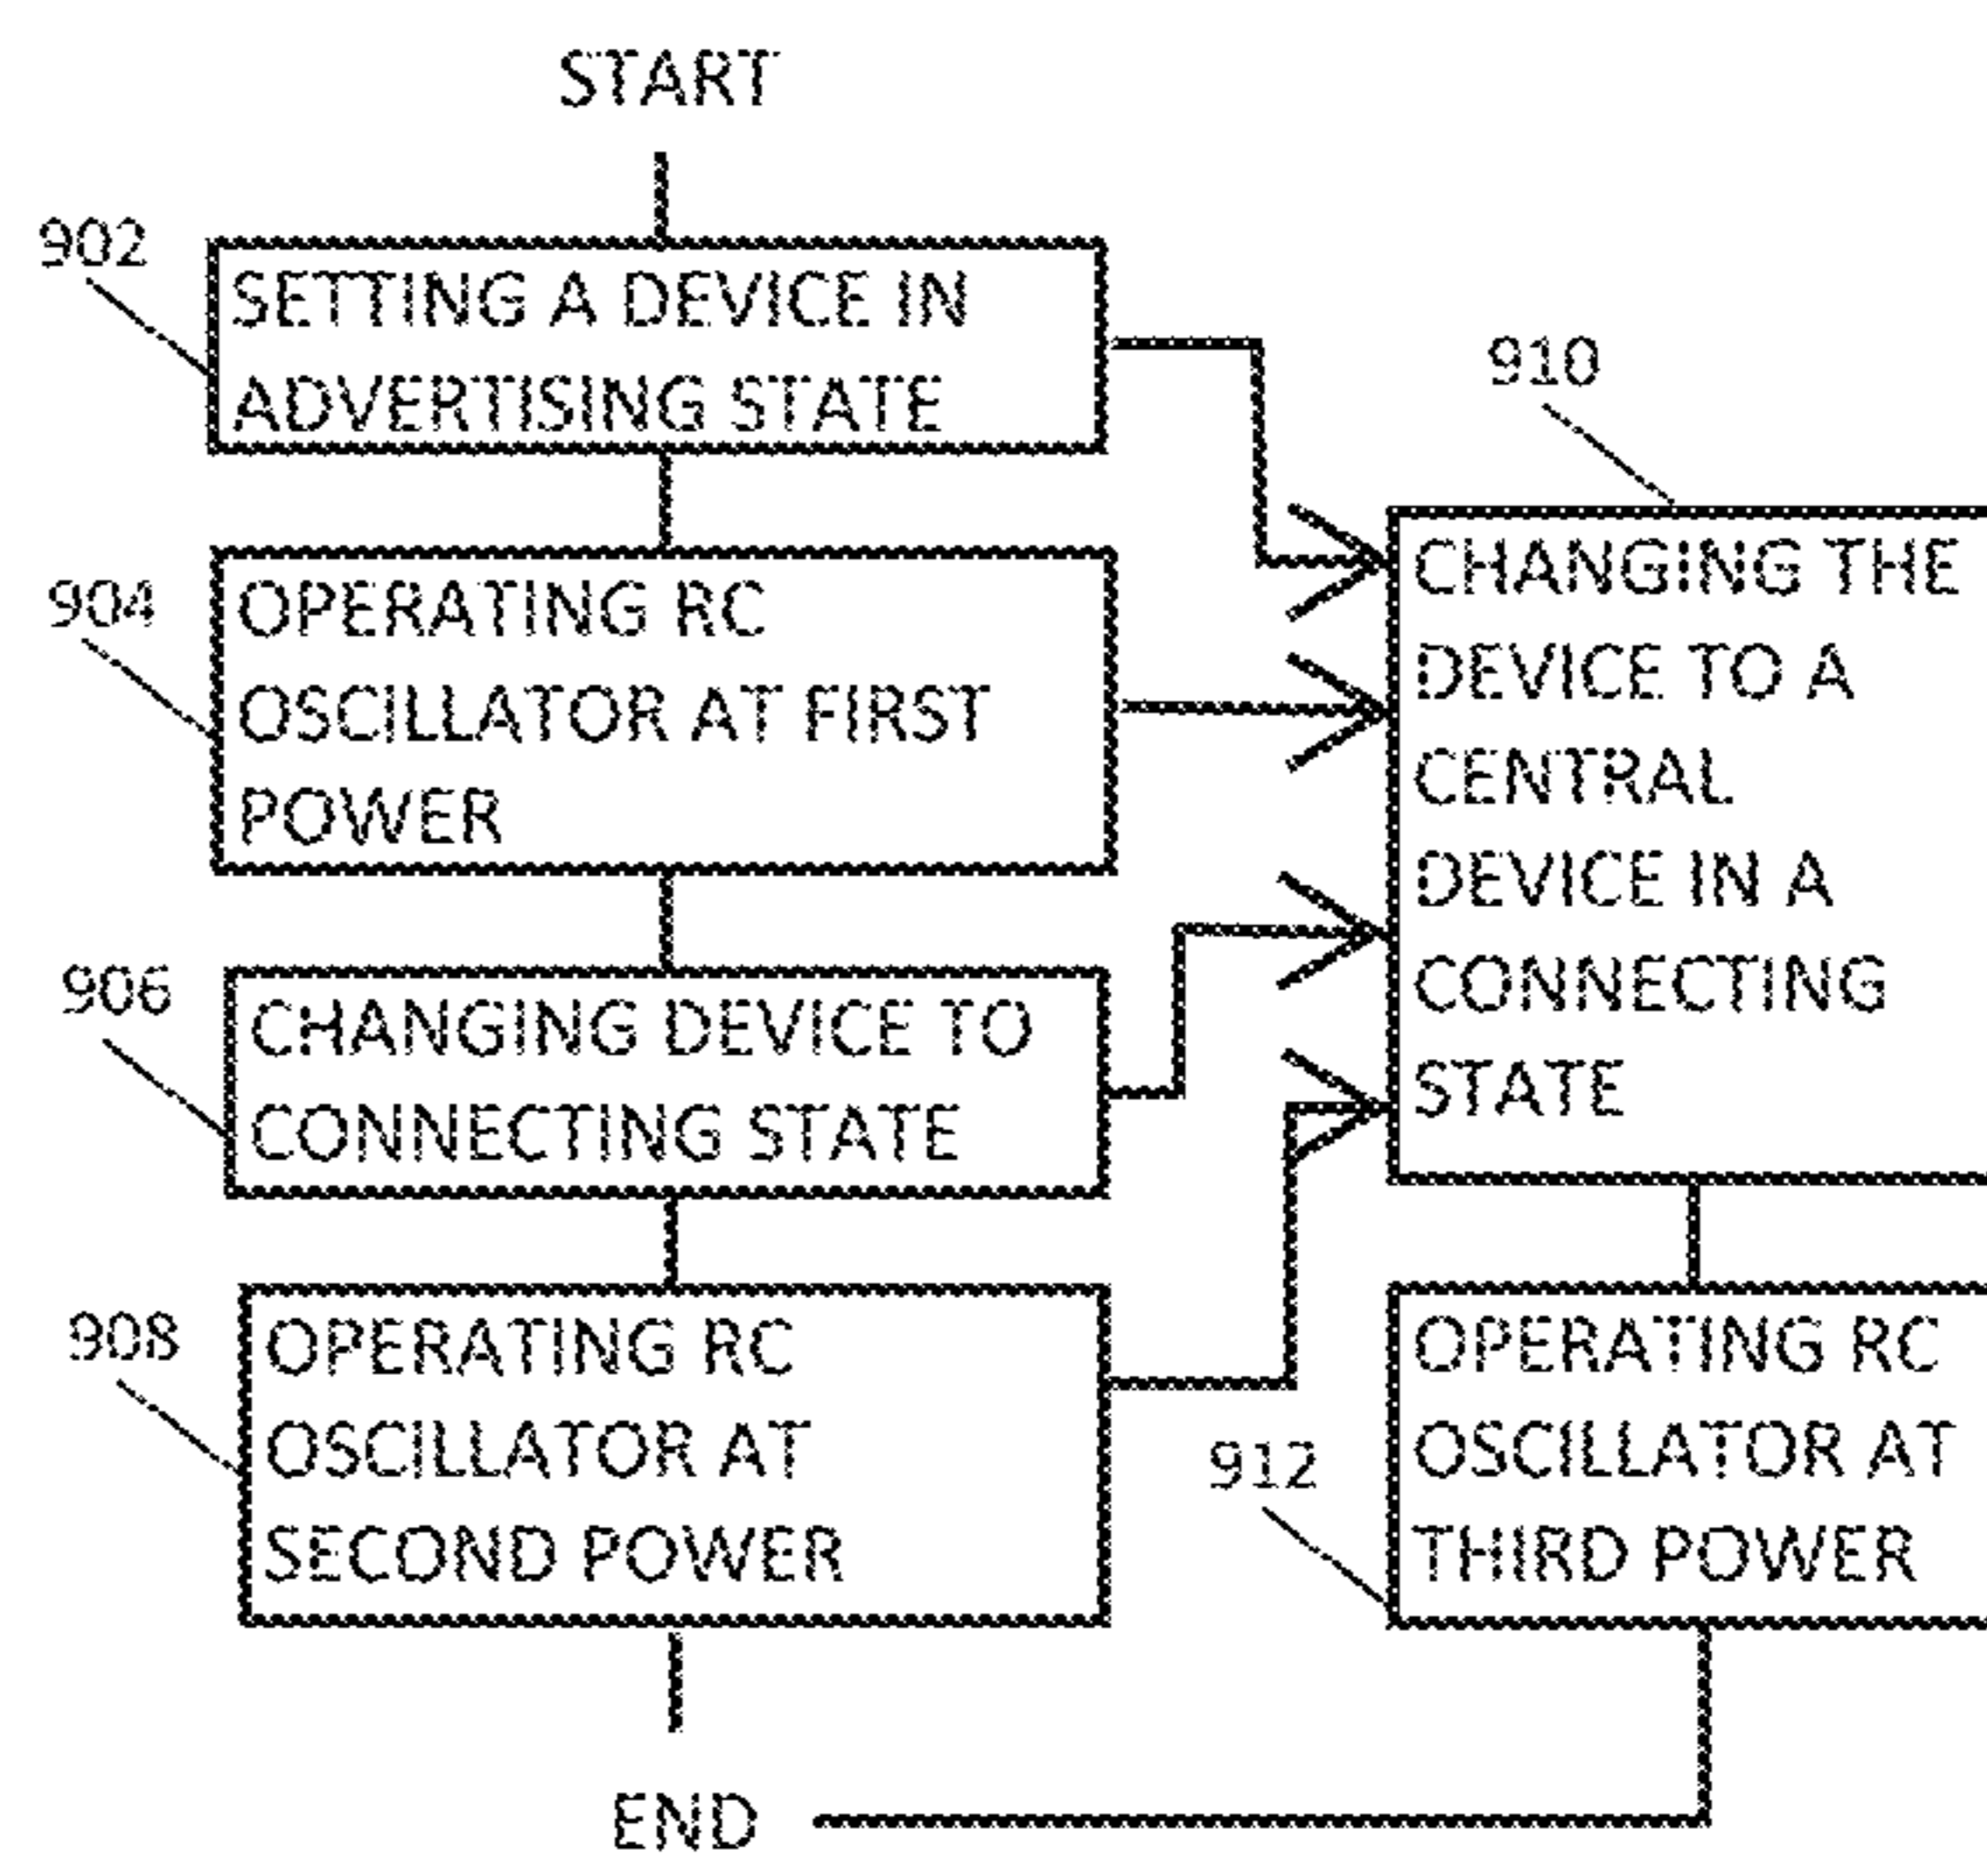 START
902
SETTING A DEVICE IN
ADVERTISING STATE
904
OPERATING RC
OSCILLATOR AT FIRST
POWER
906
CHANGING DEVICE TO
CONNECTING STATE
908
OPERATING RC
OSCILLATOR AT
SECOND POWER
910
CHANGING THE
DEVICE TO A
CENTRAL
DEVICE IN A
CONNECTING
STATE
912
OPERATING RC
OSCILLATOR AT
THIRD POWER
END